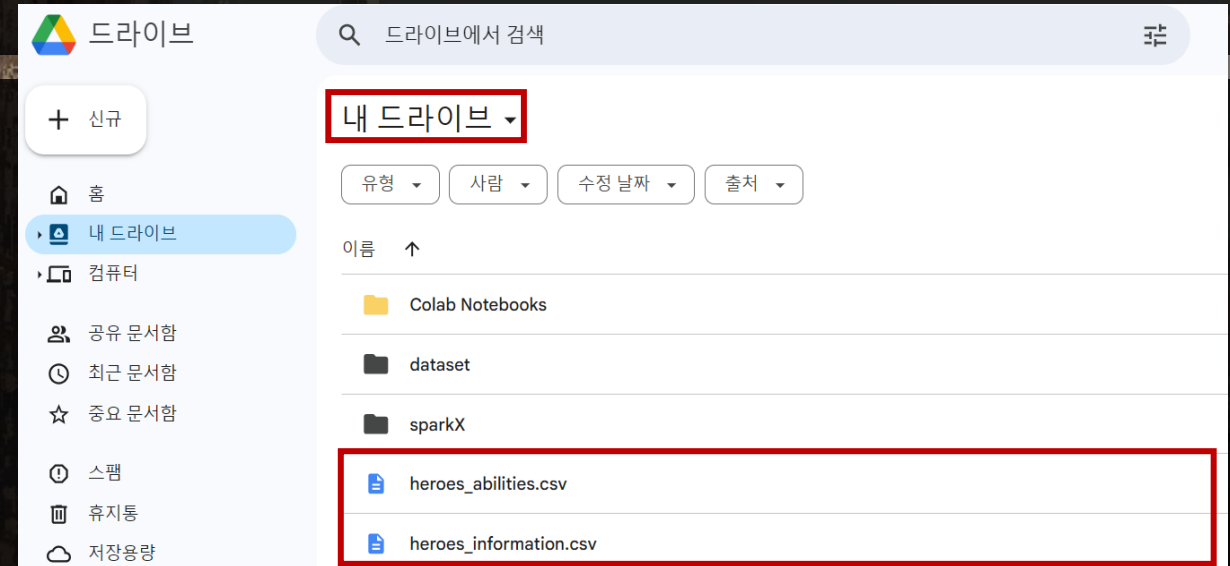 드라이브
드라이브에서 검색
신규
내 드라이브
유형
사람
수정 날짜
출처
홈
내 드라이브
컴퓨터
공유 문서함
최근 문서함
중요 문서함
스팸
휴지통
저장용량
이름
Colab Notebooks
dataset
sparkX
heroes_abilities.csv
heroes_information.csv